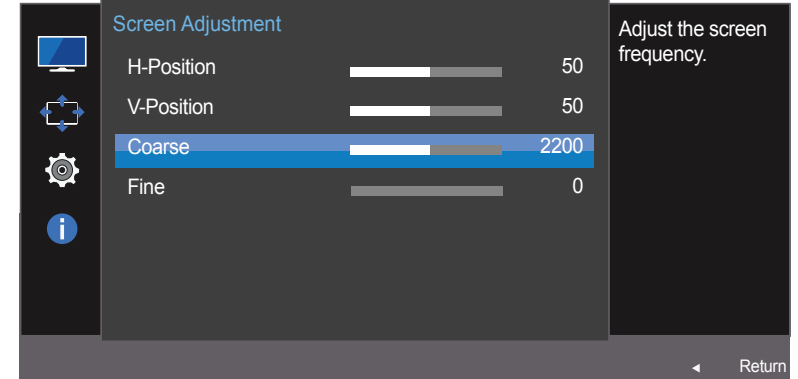 Screen Adjustment
H-Position 50
V-Position 50
Coarse 2200
Fine 0
Adjust the screen
frequency.
Return